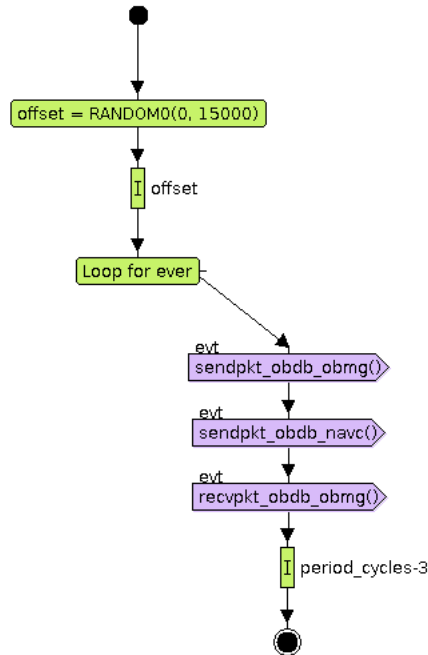 offset = RANDOM0(0, 15000)
I offset
Loop for ever
evt
sendpkt_obdb_obmg()
evt
sendpkt_obdb_navc()
evt
recvpkt_obdb_obmg()
I period_cycles-3